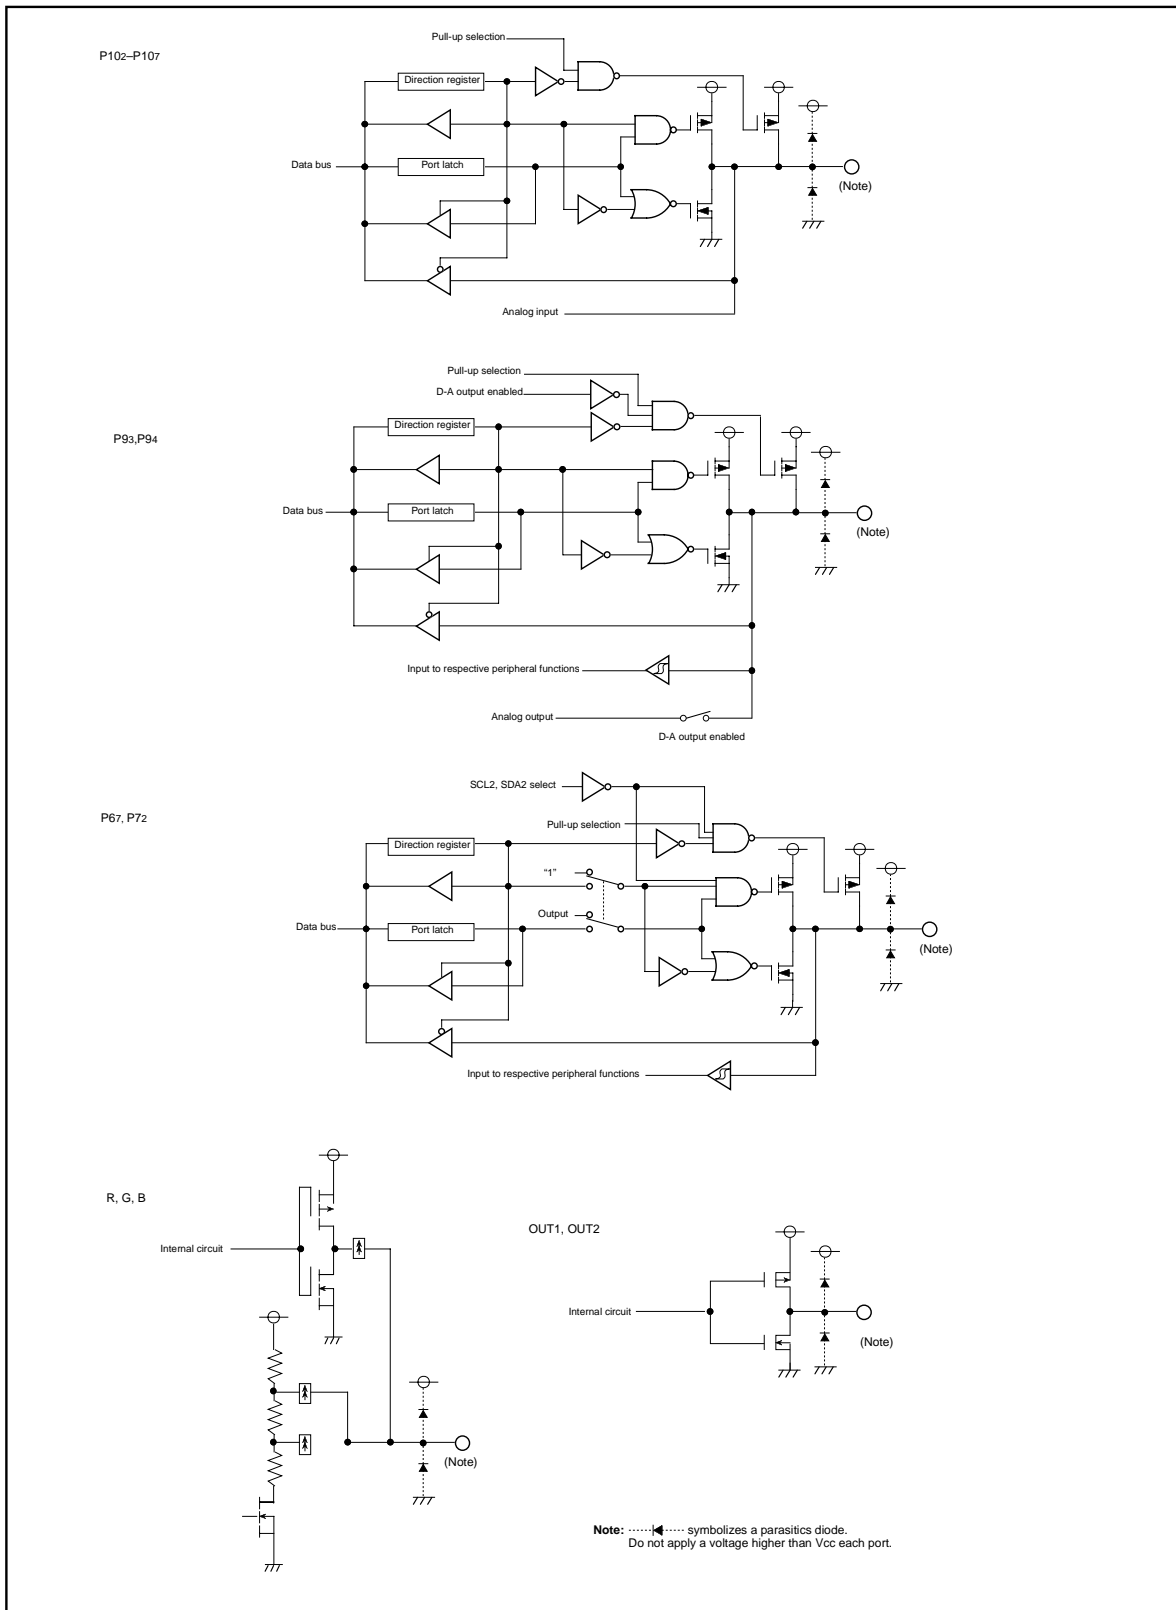 P102–P107
Pull-up selection
Direction register
Data bus
Port latch
(Note)
Analog input
P93,P94
Pull-up selection
D-A output enabled
Direction register
Data bus
Port latch
(Note)
Input to respective peripheral functions
Analog output
D-A output enabled
P67, P72
SCL2, SDA2 select
Pull-up selection
Direction register
“1”
Output
Data bus
Port latch
(Note)
Input to respective peripheral functions
R, G, B
Internal circuit
(Note)
OUT1, OUT2
Internal circuit
(Note)
Note: symbolizes a parasitics diode.
Do not apply a voltage higher than Vcc each port.